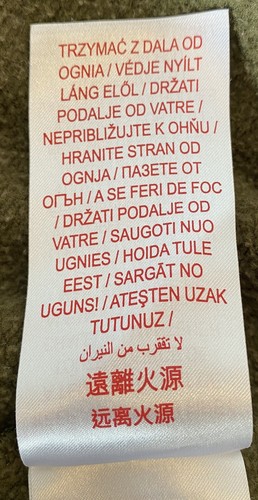 TRZYMAĆ Z DALA OD
OGNIA / VÉDJE NYÍLT
LÁNG ELŐL / DRŽATI
PODALJE OD VATRE /
NEPRIBLIŽUJTE K OHŇU /
HRANITE STRAN OD
OGNJA / ПАЗЕТЕ ОТ
ОГЪН / A SE FERI DE FOC
/ DRŽATI PODALJE OD
VATRE / SAUGOTI NUO
UGNIES / HOIDA TULE
EEST / SARGĀT NO
UGUNS! / ATEŞTEN UZAK
TUTUNUZ /
لا تقترب من النيران
遠離火源
远离火源